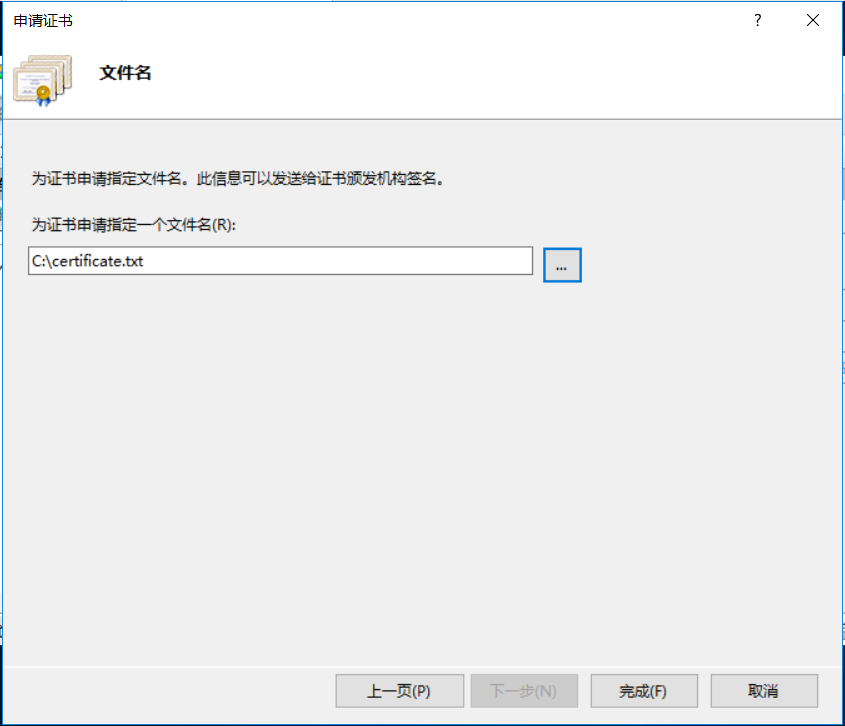 申请证书
?
文件名
为证书申请指定文件名。此信息可以发送给证书颁发机构签名。
为证书申请指定一个文件名(R):
C:\certificate.txt
...
上一页(P)
下一步(N)
完成(F)
取消